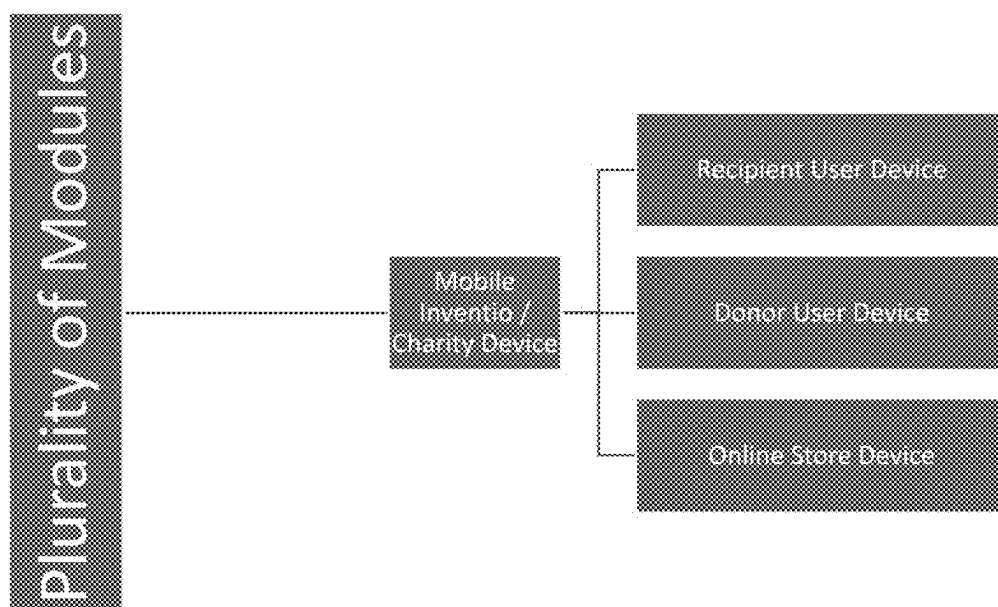 Plurality of Modules
Mobile
Inventio /
Charity Device
Recipient User Device
Donor User Device
Online Store Device